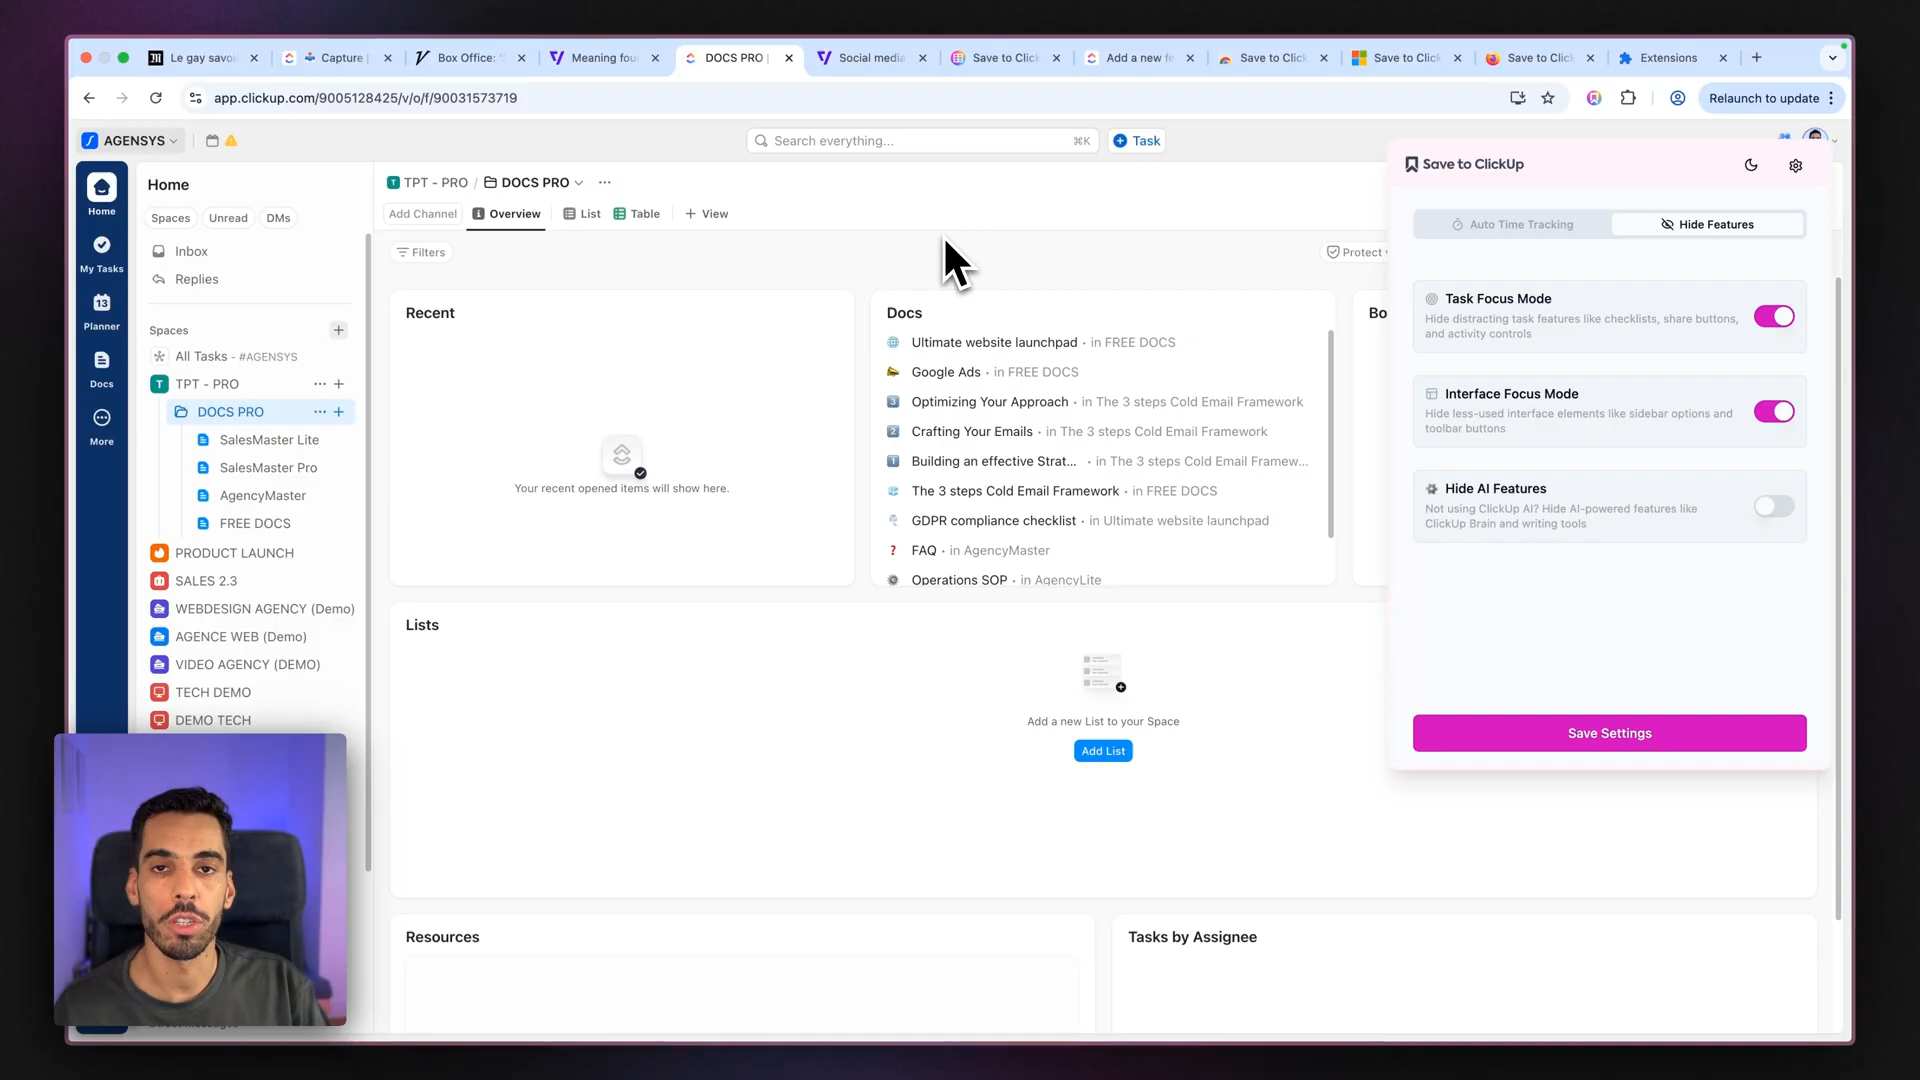 Le gay savoi
Capture
Box Office: '
Meaning fou
DOCS PRO |
Social media
Save to Click
Add a new fe
Save to Click
Save to Click
Save to Click
Extensions
app.clickup.com/9005128425/v/o/f/90031573719
Relaunch to update
AGENSYS
Search everything...
⌘K
Task
Home
My Tasks
13
Planner
Docs
More
Home
Spaces
Unread
DMs
Inbox
Replies
Spaces
All Tasks - #AGENSYS
T TPT - PRO
DOCS PRO
SalesMaster Lite
SalesMaster Pro
AgencyMaster
FREE DOCS
PRODUCT LAUNCH
SALES 2.3
WEBDESIGN AGENCY (Demo)
AGENCE WEB (Demo)
VIDEO AGENCY (DEMO)
TECH DEMO
DEMO TECH
T TPT - PRO / DOCS PRO
Add Channel
Overview
List
Table
+ View
Filters
Protect
Recent
Your recent opened items will show here.
Docs
Ultimate website launchpad • in FREE DOCS
Google Ads • in FREE DOCS
3 Optimizing Your Approach • in The 3 steps Cold Email Framework
2 Crafting Your Emails • in The 3 steps Cold Email Framework
1 Building an effective Strat... • in The 3 steps Cold Email Framew...
The 3 steps Cold Email Framework • in FREE DOCS
GDPR compliance checklist • in Ultimate website launchpad
? FAQ • in AgencyMaster
Operations SOP • in AgencyLite
Bo
Lists
Add a new List to your Space
Add List
Resources
Tasks by Assignee
Save to ClickUp
Auto Time Tracking
Hide Features
Task Focus Mode
Hide distracting task features like checklists, share buttons,
and activity controls
Interface Focus Mode
Hide less-used interface elements like sidebar options and
toolbar buttons
Hide AI Features
Not using ClickUp AI? Hide AI-powered features like
ClickUp Brain and writing tools
Save Settings